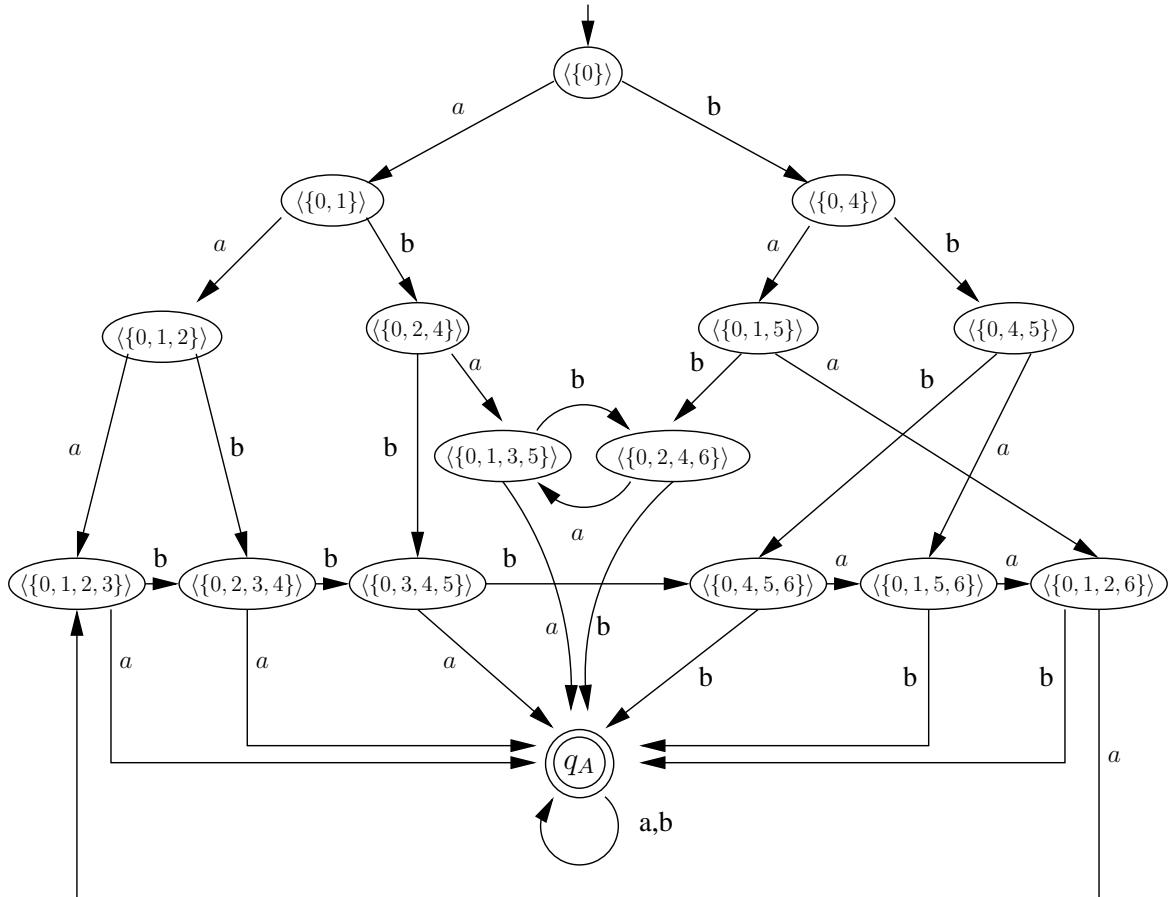 ⟨{0}⟩
a b
⟨{0, 1}⟩ ⟨{0, 4}⟩
a b a b
⟨{0, 1, 2}⟩ ⟨{0, 2, 4}⟩ ⟨{0, 1, 5}⟩ ⟨{0, 4, 5}⟩
a b b a b
a b b a
⟨{0, 1, 3, 5}⟩ ⟨{0, 2, 4, 6}⟩
a
b b b a a
⟨{0, 1, 2, 3}⟩ ⟨{0, 2, 3, 4}⟩ ⟨{0, 3, 4, 5}⟩ ⟨{0, 4, 5, 6}⟩ ⟨{0, 1, 5, 6}⟩ ⟨{0, 1, 2, 6}⟩
a a a a b b b b
q_A a
a,b